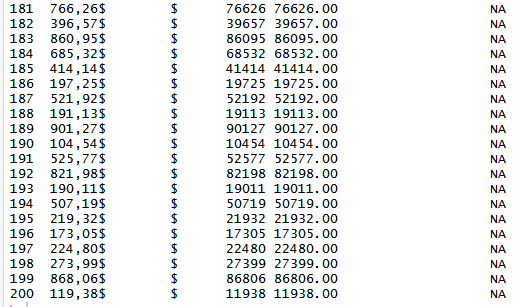 181 766,26$ $ 76626 76626.00 NA
182 396,57$ $ 39657 39657.00 NA
183 860,95$ $ 86095 86095.00 NA
184 685,32$ $ 68532 68532.00 NA
185 414,14$ $ 41414 41414.00 NA
186 197,25$ $ 19725 19725.00 NA
187 521,92$ $ 52192 52192.00 NA
188 191,13$ $ 19113 19113.00 NA
189 901,27$ $ 90127 90127.00 NA
190 104,54$ $ 10454 10454.00 NA
191 525,77$ $ 52577 52577.00 NA
192 821,98$ $ 82198 82198.00 NA
193 190,11$ $ 19011 19011.00 NA
194 507,19$ $ 50719 50719.00 NA
195 219,32$ $ 21932 21932.00 NA
196 173,05$ $ 17305 17305.00 NA
197 224,80$ $ 22480 22480.00 NA
198 273,99$ $ 27399 27399.00 NA
199 868,06$ $ 86806 86806.00 NA
200 119,38$ $ 11938 11938.00 NA